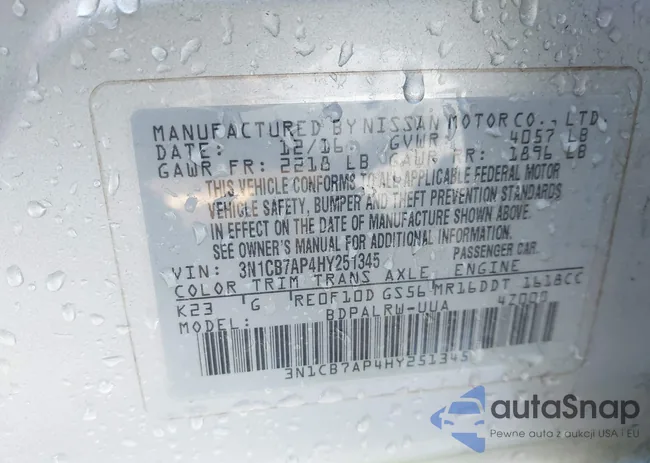 MANUFACTURED BY NISSAN MOTOR CO., LTD.
DATE: 12/16 GVWR: 4057 LB
GAWR FR: 2218 LB GAWR RR: 1896 LB
THIS VEHICLE CONFORMS TO ALL APPLICABLE FEDERAL MOTOR
VEHICLE SAFETY, BUMPER AND THEFT PREVENTION STANDARDS
IN EFFECT ON THE DATE OF MANUFACTURE SHOWN ABOVE.
SEE OWNER'S MANUAL FOR ADDITIONAL INFORMATION.
VIN: 3N1CB7AP4HY251345 PASSENGER CAR
COLOR TRIM TRANS AXLE ENGINE
K23 G RE0F10D GS56 MR16DDT 1618CC
MODEL: BDPALRW-UUA 47000
3N1CB7AP4HY251345
autaSnap
Pewne auto z aukcji USA i EU